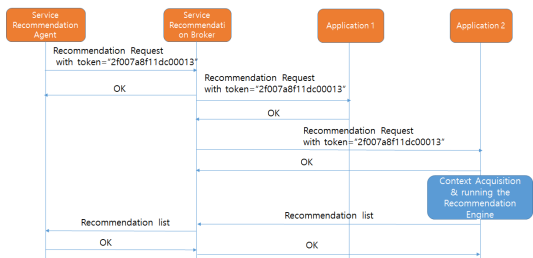 Service
Recommendation
Agent
Service
Recommendati
on Broker
Application 1
Application 2
Recommendation Request
with token="2f007a8f11dc00013"
OK
Recommendation Request
with token="2f007a8f11dc00013"
OK
Recommendation Request
with token="2f007a8f11dc00013"
OK
Context Acquisition
& running the
Recommendation
Engine
Recommendation list
Recommendation list
OK
OK